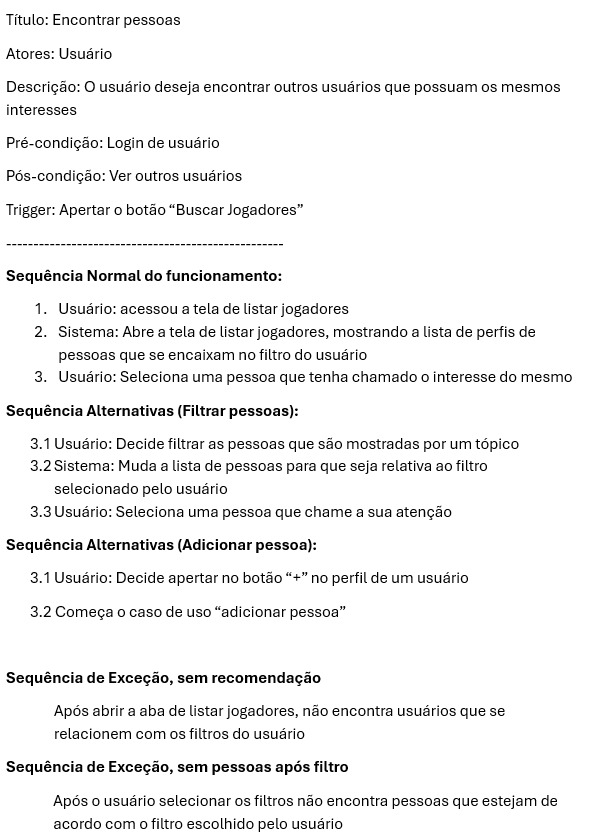 Título: Encontrar pessoas
Atores: Usuário
Descrição: O usuário deseja encontrar outros usuários que possuam os mesmos
interesses
Pré-condição: Login de usuário
Pós-condição: Ver outros usuários
Trigger: Apertar o botão “Buscar Jogadores”
---------------------------------------------------
Sequência Normal do funcionamento:
1. Usuário: acessou a tela de listar jogadores
2. Sistema: Abre a tela de listar jogadores, mostrando a lista de perfis de
pessoas que se encaixam no filtro do usuário
3. Usuário: Seleciona uma pessoa que tenha chamado o interesse do mesmo
Sequência Alternativas (Filtrar pessoas):
3.1 Usuário: Decide filtrar as pessoas que são mostradas por um tópico
3.2 Sistema: Muda a lista de pessoas para que seja relativa ao filtro
selecionado pelo usuário
3.3 Usuário: Seleciona uma pessoa que chame a sua atenção
Sequência Alternativas (Adicionar pessoa):
3.1 Usuário: Decide apertar no botão “+” no perfil de um usuário
3.2 Começa o caso de uso “adicionar pessoa”
Sequência de Exceção, sem recomendação
Após abrir a aba de listar jogadores, não encontra usuários que se
relacionem com os filtros do usuário
Sequência de Exceção, sem pessoas após filtro
Após o usuário selecionar os filtros não encontra pessoas que estejam de
acordo com o filtro escolhido pelo usuário